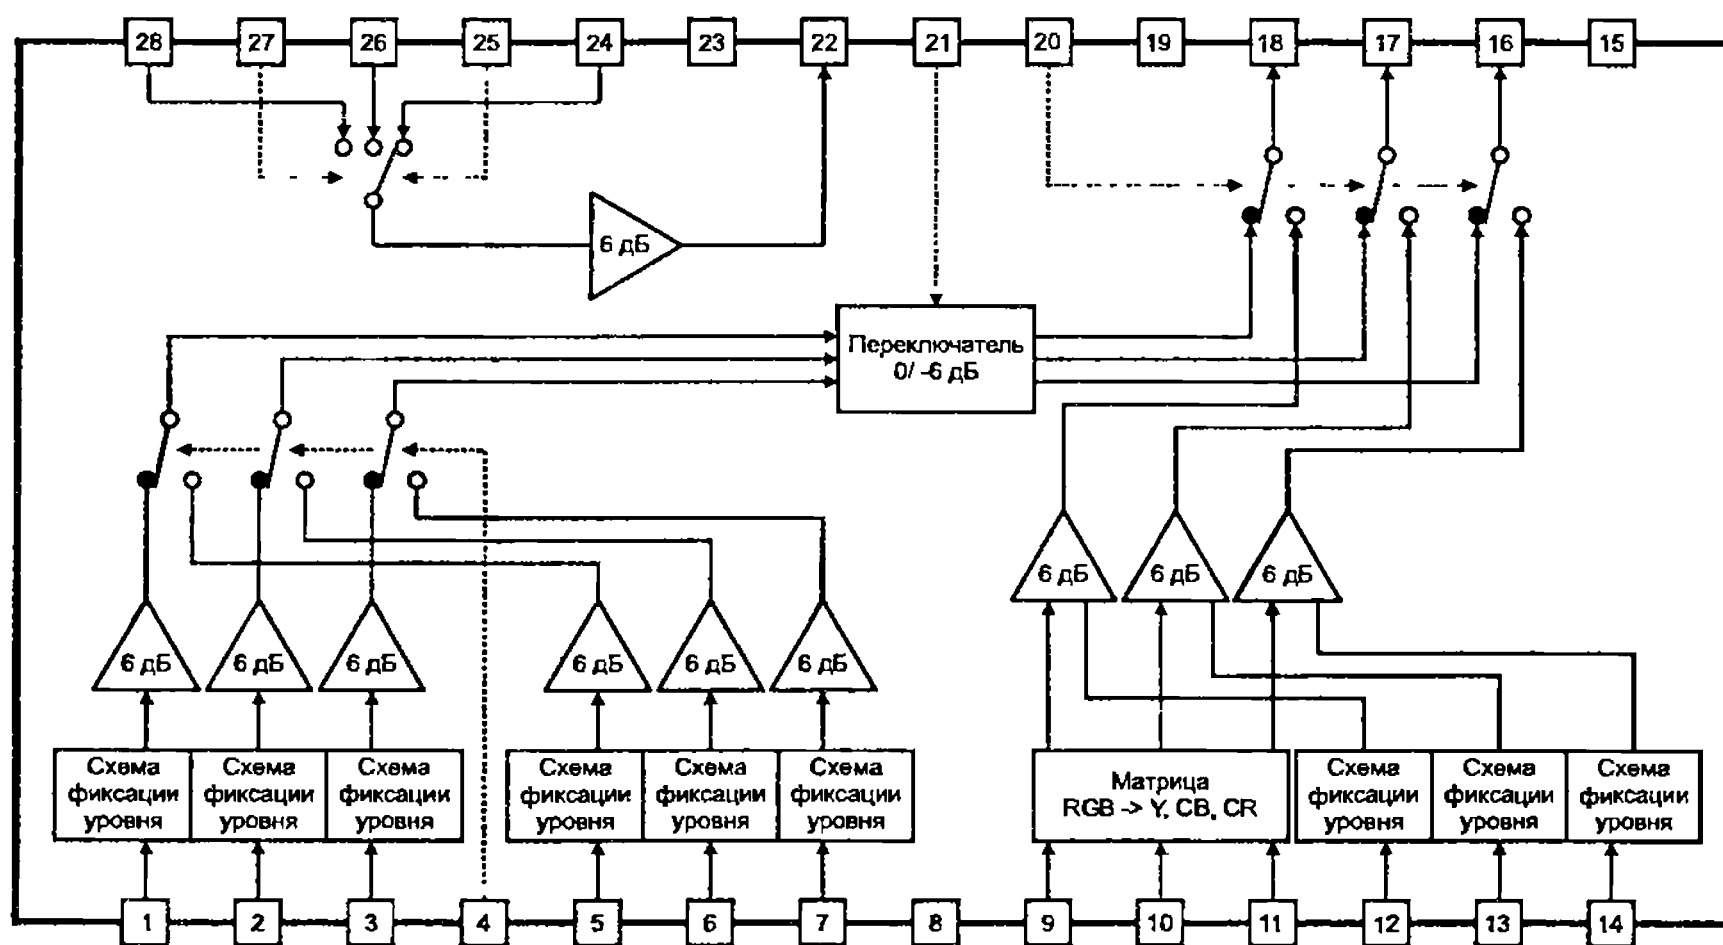 28 27 26 25 24 23 22 21 20 19 18 17 16 15
6 дБ
Переключатель
0/ -6 дБ
6 дБ 6 дБ 6 дБ
6 дБ 6 дБ 6 дБ 6 дБ 6 дБ 6 дБ
Схема Схема Схема Схема Схема Схема Матрица Схема Схема Схема
фиксации фиксации фиксации фиксации фиксации фиксации RGB -> Y, CB, CR фиксации фиксации фиксации
уровня уровня уровня уровня уровня уровня уровня уровня уровня
1 2 3 4 5 6 7 8 9 10 11 12 13 14